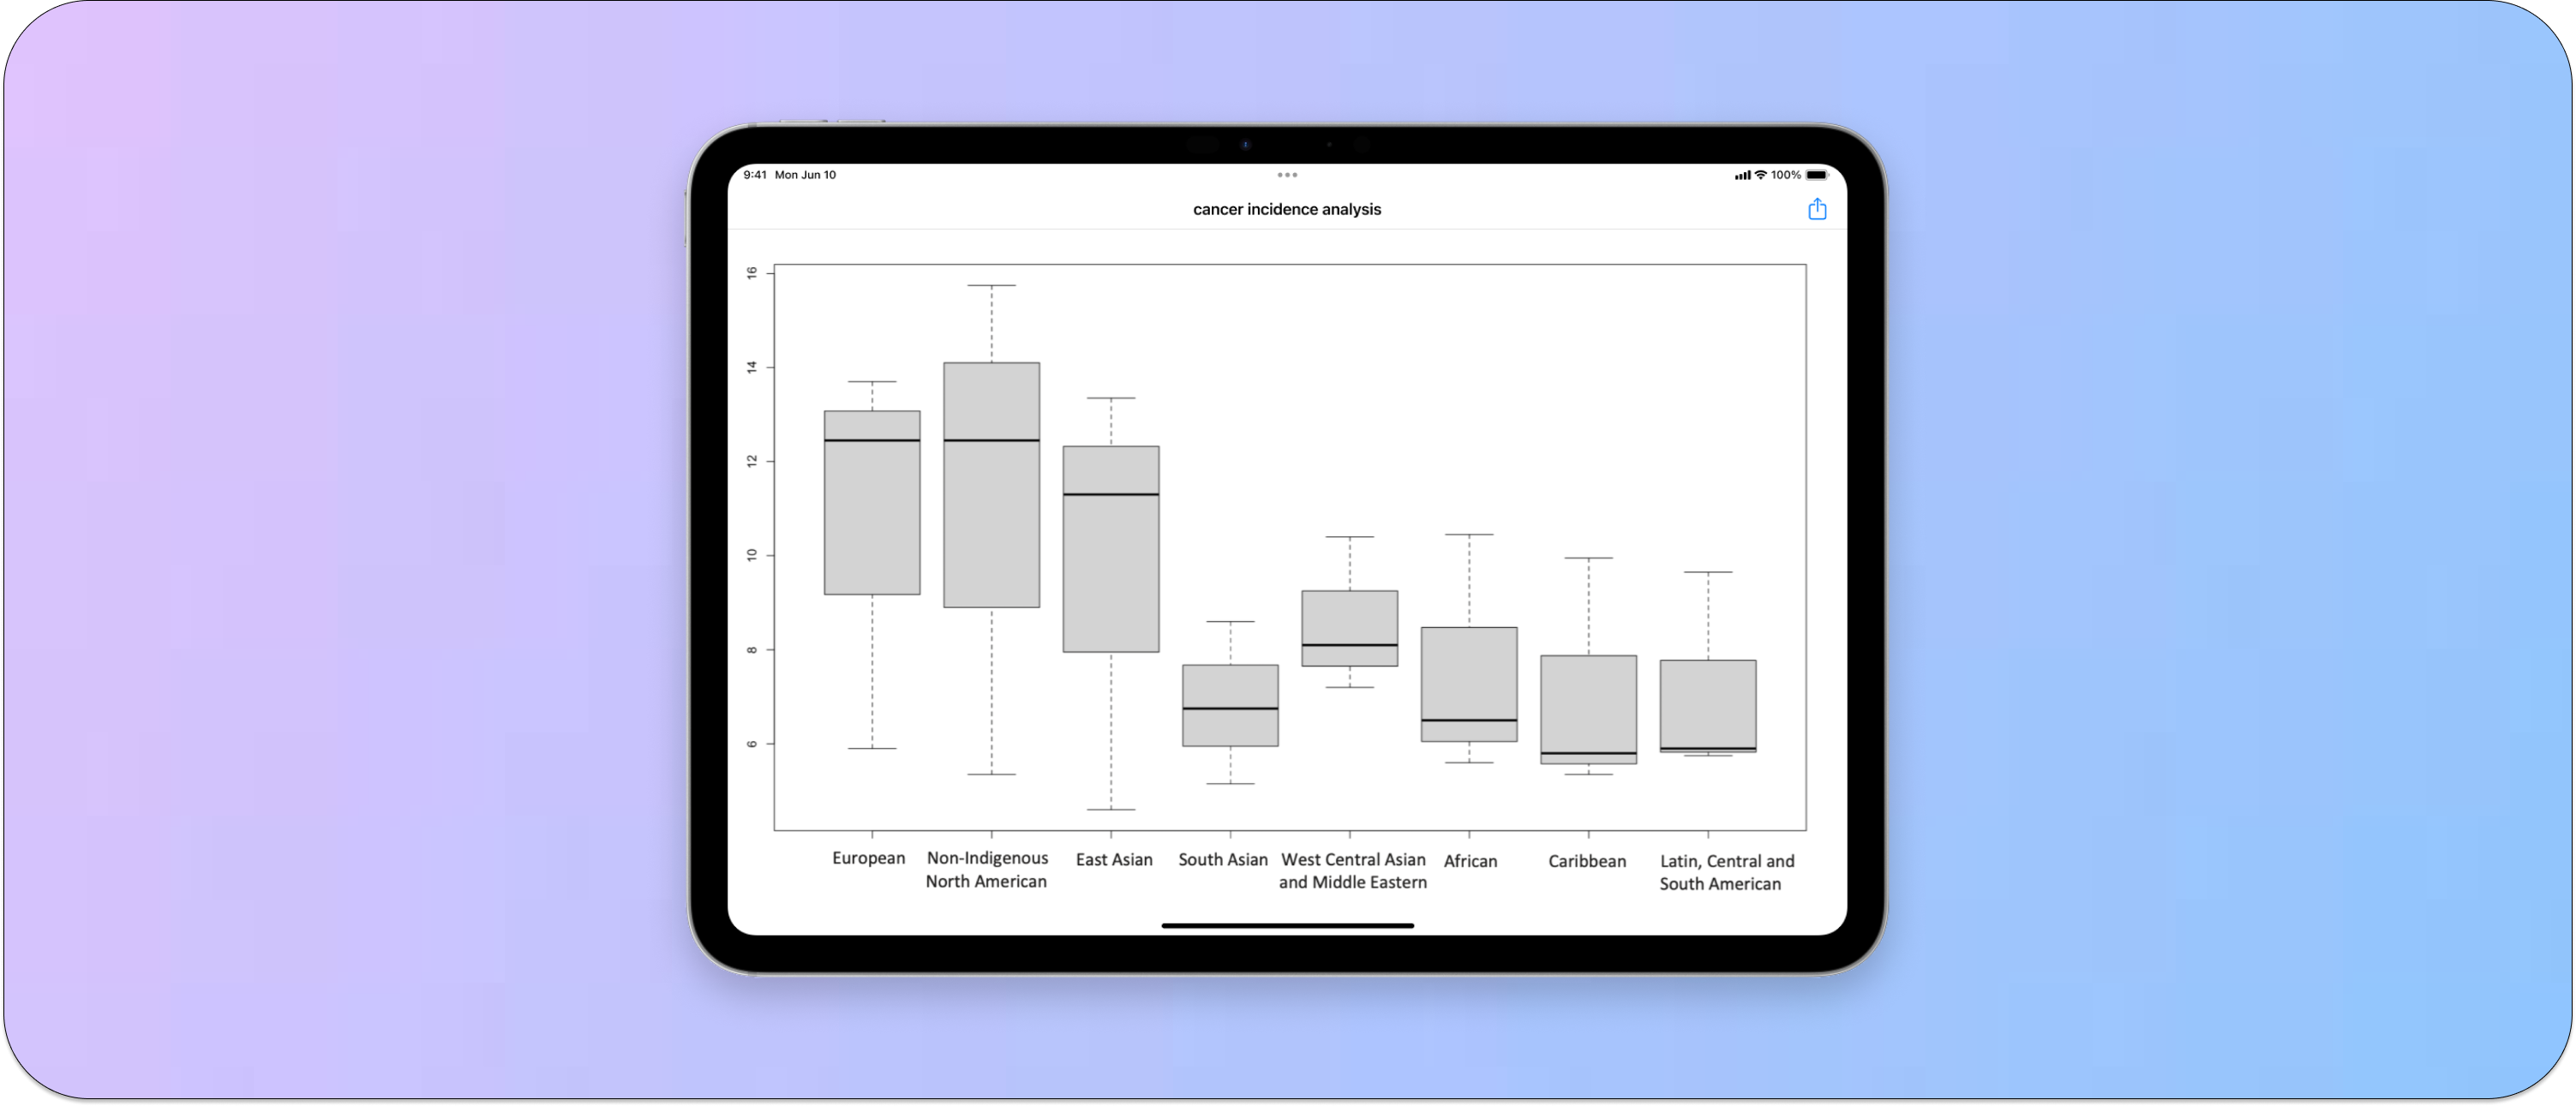 9:41 Mon Jun 10
100%
cancer incidence analysis
16
14
12
10
8
6
European
Non-Indigenous
North American
East Asian
South Asian
West Central Asian
and Middle Eastern
African
Caribbean
Latin, Central and
South American